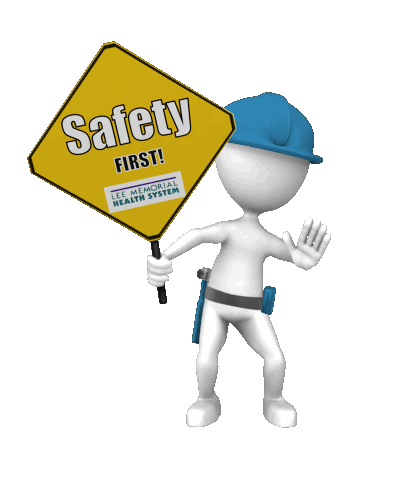 Safety
FIRST!
LEE MEMORIAL
HEALTH SYSTEM